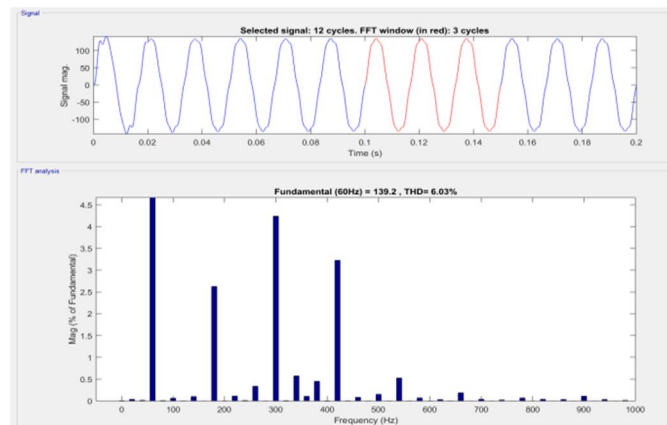 Signal
Selected signal: 12 cycles. FFT window (in red): 3 cycles
Signal mag.
100
50
0
-50
-100
0 0.02 0.04 0.06 0.08 0.1 0.12 0.14 0.16 0.18 0.2
Time (s)
FFT analysis
Fundamental (60Hz) = 139.2 , THD= 6.03%
Mag (% of Fundamental)
4.5
4
3.5
3
2.5
2
1.5
1
0.5
0
0 100 200 300 400 500 600 700 800 900 1000
Frequency (Hz)